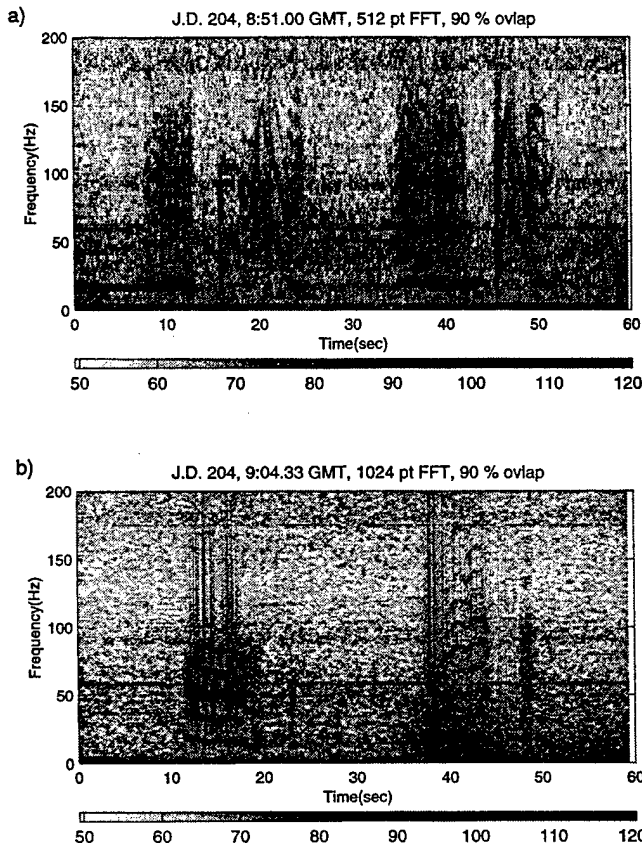 a)
J.D. 204, 8:51.00 GMT, 512 pt FFT, 90 % ovlap
200
150
100
50
0
Frequency(Hz)
0 10 20 30 40 50 60
Time(sec)
50 60 70 80 90 100 110 120
b)
J.D. 204, 9:04.33 GMT, 1024 pt FFT, 90 % ovlap
200
150
100
50
0
Frequency(Hz)
0 10 20 30 40 50 60
Time(sec)
50 60 70 80 90 100 110 120